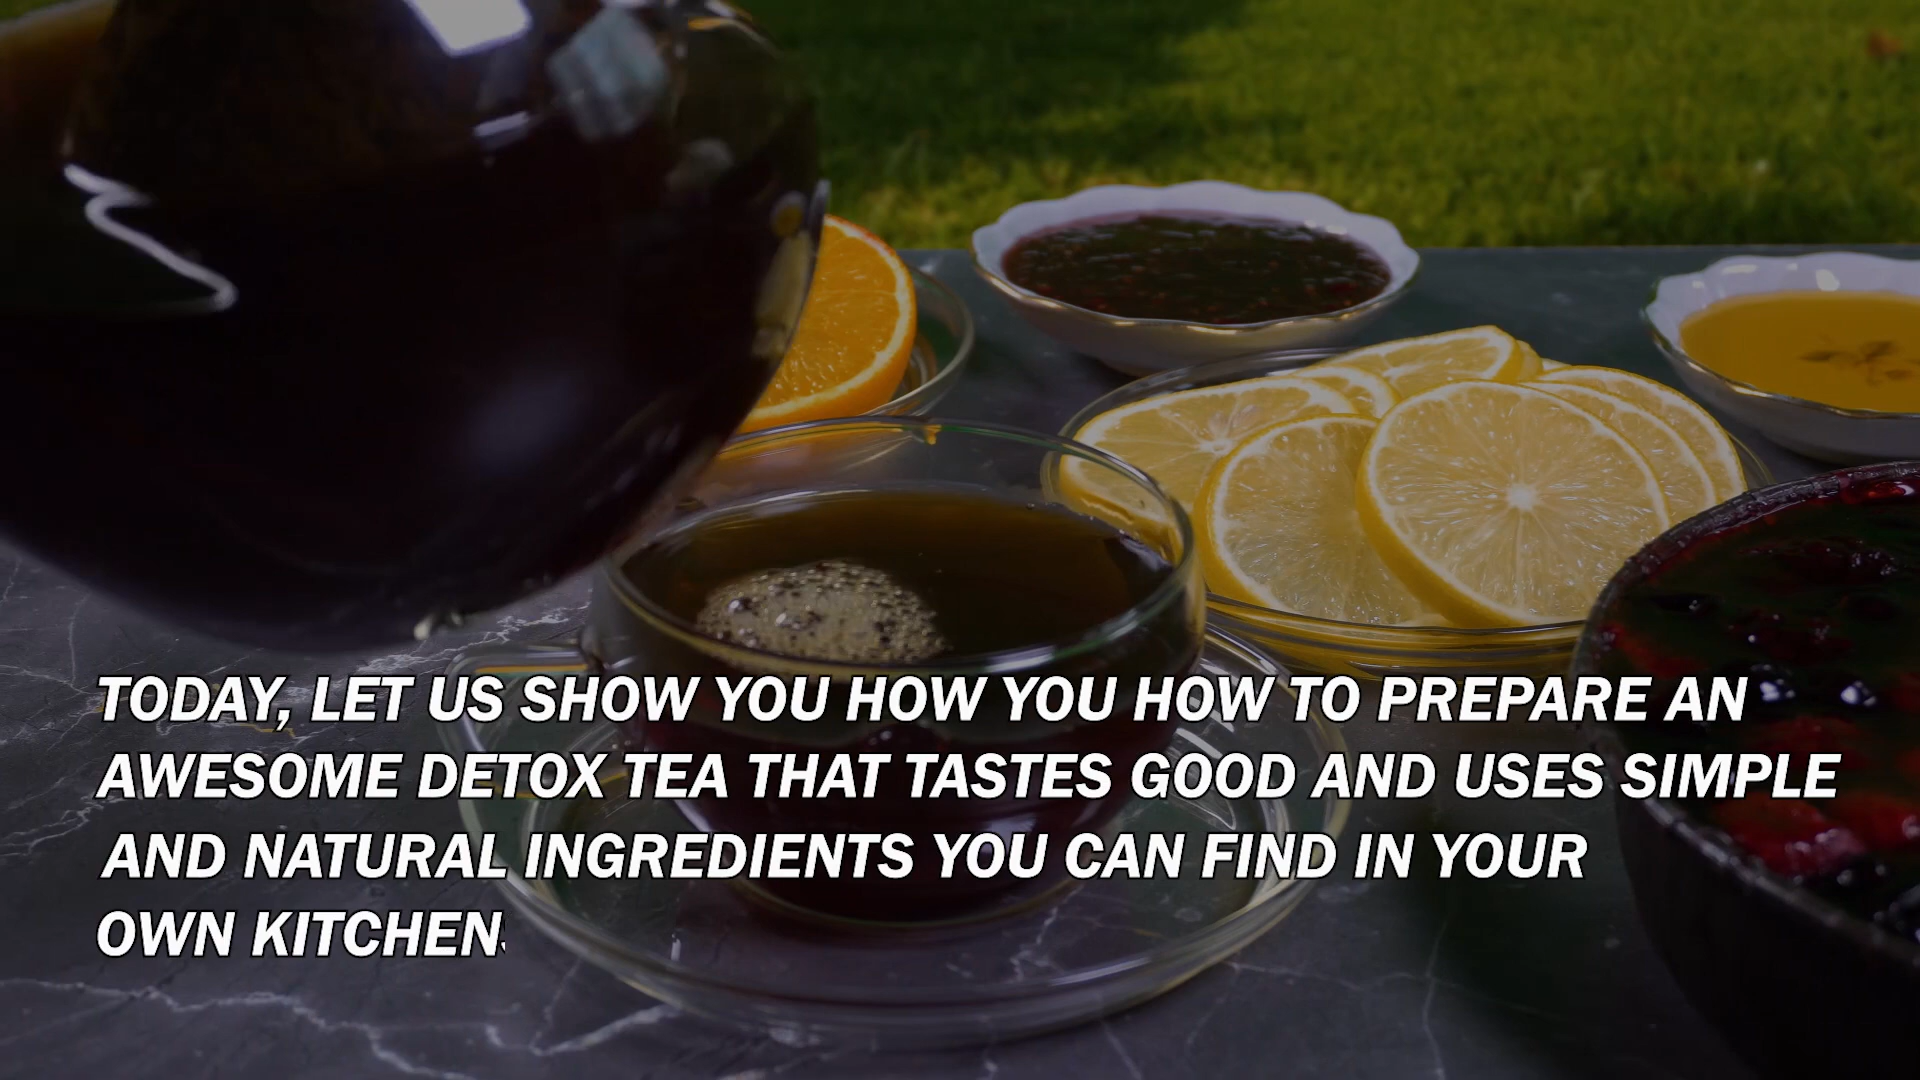 TODAY, LET US SHOW YOU HOW YOU HOW TO PREPARE AN
AWESOME DETOX TEA THAT TASTES GOOD AND USES SIMPLE
AND NATURAL INGREDIENTS YOU CAN FIND IN YOUR
OWN KITCHEN